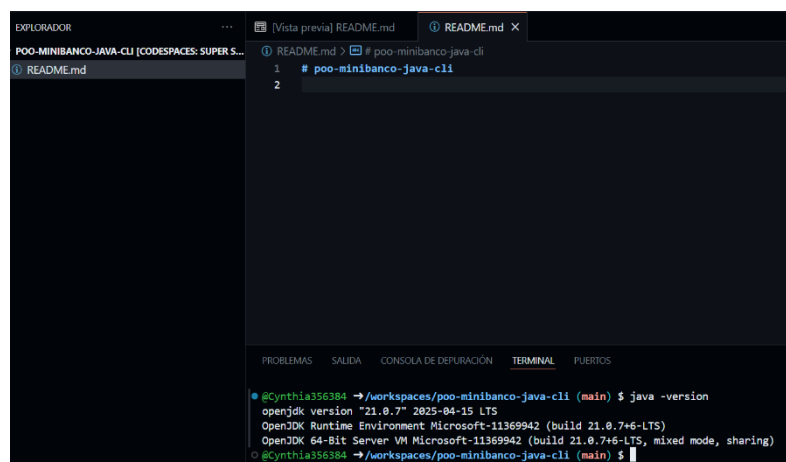 EXPLORADOR ···
POO-MINIBANCO-JAVA-CLI [CODESPACES: SUPER S...
README.md
[Vista previa] README.md
README.md ×
README.md > # poo-minibanco-java-cli
1 # poo-minibanco-java-cli
2
PROBLEMAS SALIDA CONSOLA DE DEPURACIÓN TERMINAL PUERTOS
@Cynthia356384 → /workspaces/poo-minibanco-java-cli (main) $ java -version
openjdk version "21.0.7" 2025-04-15 LTS
OpenJDK Runtime Environment Microsoft-11369942 (build 21.0.7+6-LTS)
OpenJDK 64-Bit Server VM Microsoft-11369942 (build 21.0.7+6-LTS, mixed mode, sharing)
@Cynthia356384 → /workspaces/poo-minibanco-java-cli (main) $